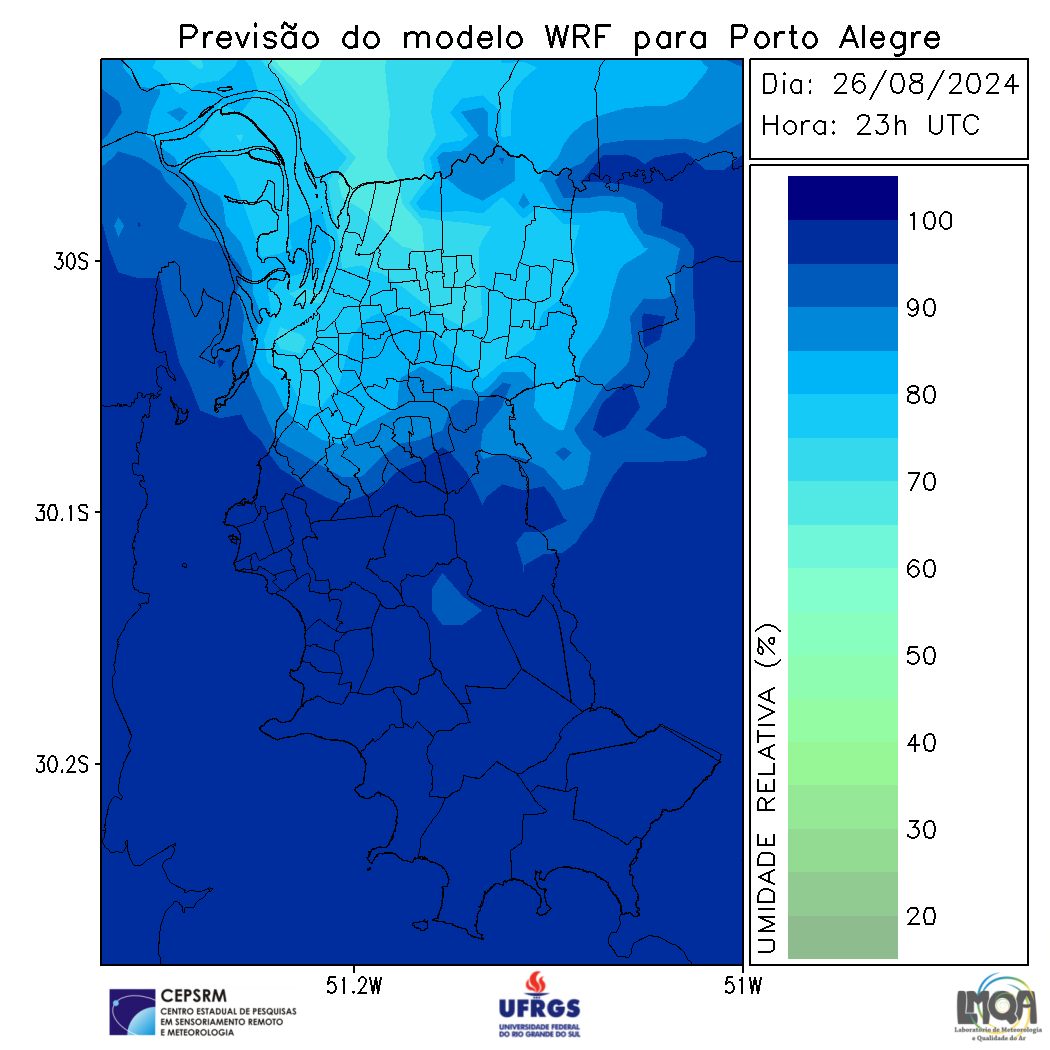 Previsão do modelo WRF para Porto Alegre
Dia: 26/08/2024
Hora: 23h UTC
30S
30.1S
30.2S
51.2W
51W
100
90
80
70
60
50
40
30
20
UMIDADE RELATIVA (%)
CEPSRM
CENTRO ESTADUAL DE PESQUISAS
EM SENSORIAMENTO REMOTO
E METEOROLOGIA
UFRGS
UNIVERSIDADE FEDERAL
DO RIO GRANDE DO SUL
LMQA
Laboratório de Meteorologia
e Qualidade do Ar